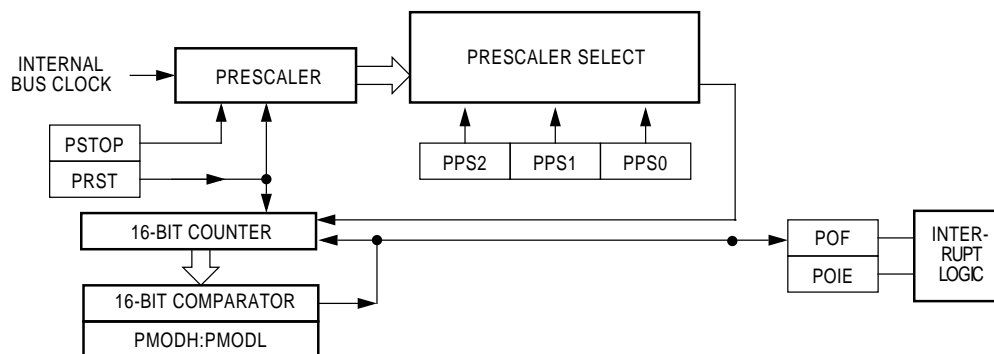 INTERNAL
BUS CLOCK
PRESCALER
PRESCALER SELECT
PSTOP
PRST
PPS2
PPS1
PPS0
16-BIT COUNTER
16-BIT COMPARATOR
PMODH:PMODL
POF
POIE
INTER-
RUPT
LOGIC